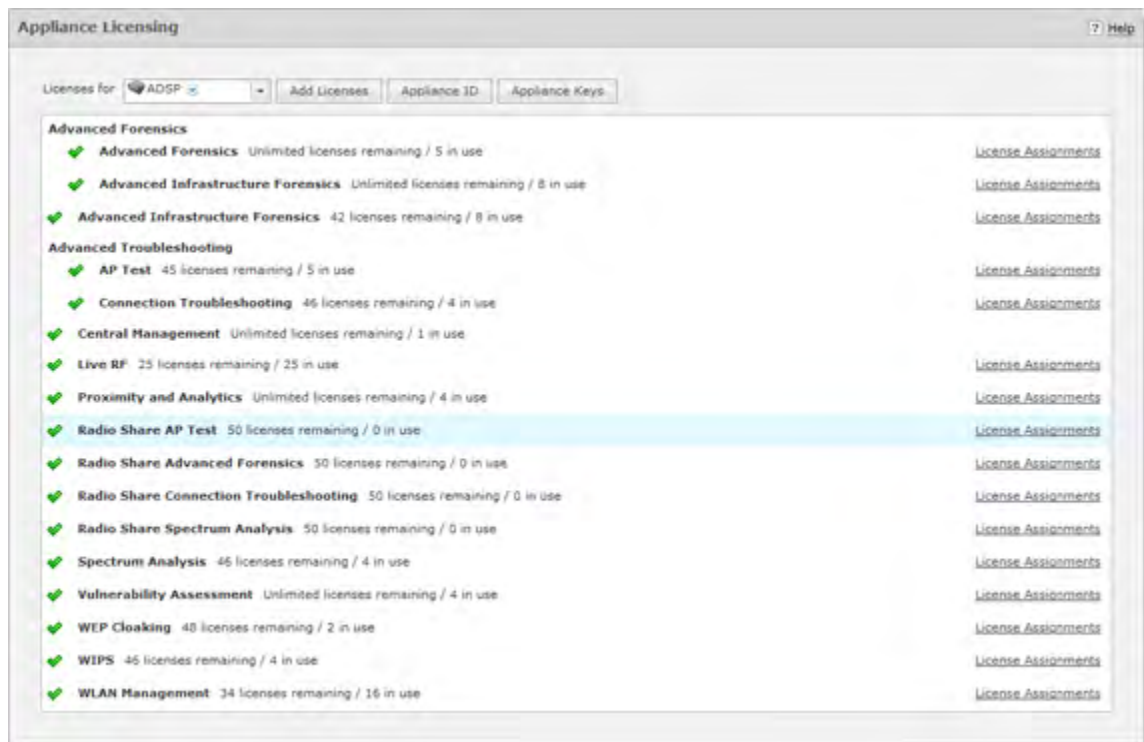 Appliance Licensing ? Help
Licenses for ADSP Add Licenses Appliance ID Appliance Keys
Advanced Forensics
Advanced Forensics Unlimited licenses remaining / 5 in use License Assignments
Advanced Infrastructure Forensics Unlimited licenses remaining / 8 in use License Assignments
Advanced Infrastructure Forensics 42 licenses remaining / 8 in use License Assignments
Advanced Troubleshooting
AP Test 45 licenses remaining / 5 in use License Assignments
Connection Troubleshooting 46 licenses remaining / 4 in use License Assignments
Central Management Unlimited licenses remaining / 1 in use
Live RF 25 licenses remaining / 25 in use License Assignments
Proximity and Analytics Unlimited licenses remaining / 4 in use License Assignments
Radio Share AP Test 50 licenses remaining / 0 in use License Assignments
Radio Share Advanced Forensics 50 licenses remaining / 0 in use License Assignments
Radio Share Connection Troubleshooting 50 licenses remaining / 0 in use License Assignments
Radio Share Spectrum Analysis 50 licenses remaining / 0 in use License Assignments
Spectrum Analysis 46 licenses remaining / 4 in use License Assignments
Vulnerability Assessment Unlimited licenses remaining / 4 in use License Assignments
WEP Cloaking 48 licenses remaining / 2 in use License Assignments
WIPS 46 licenses remaining / 4 in use License Assignments
WLAN Management 34 licenses remaining / 16 in use License Assignments